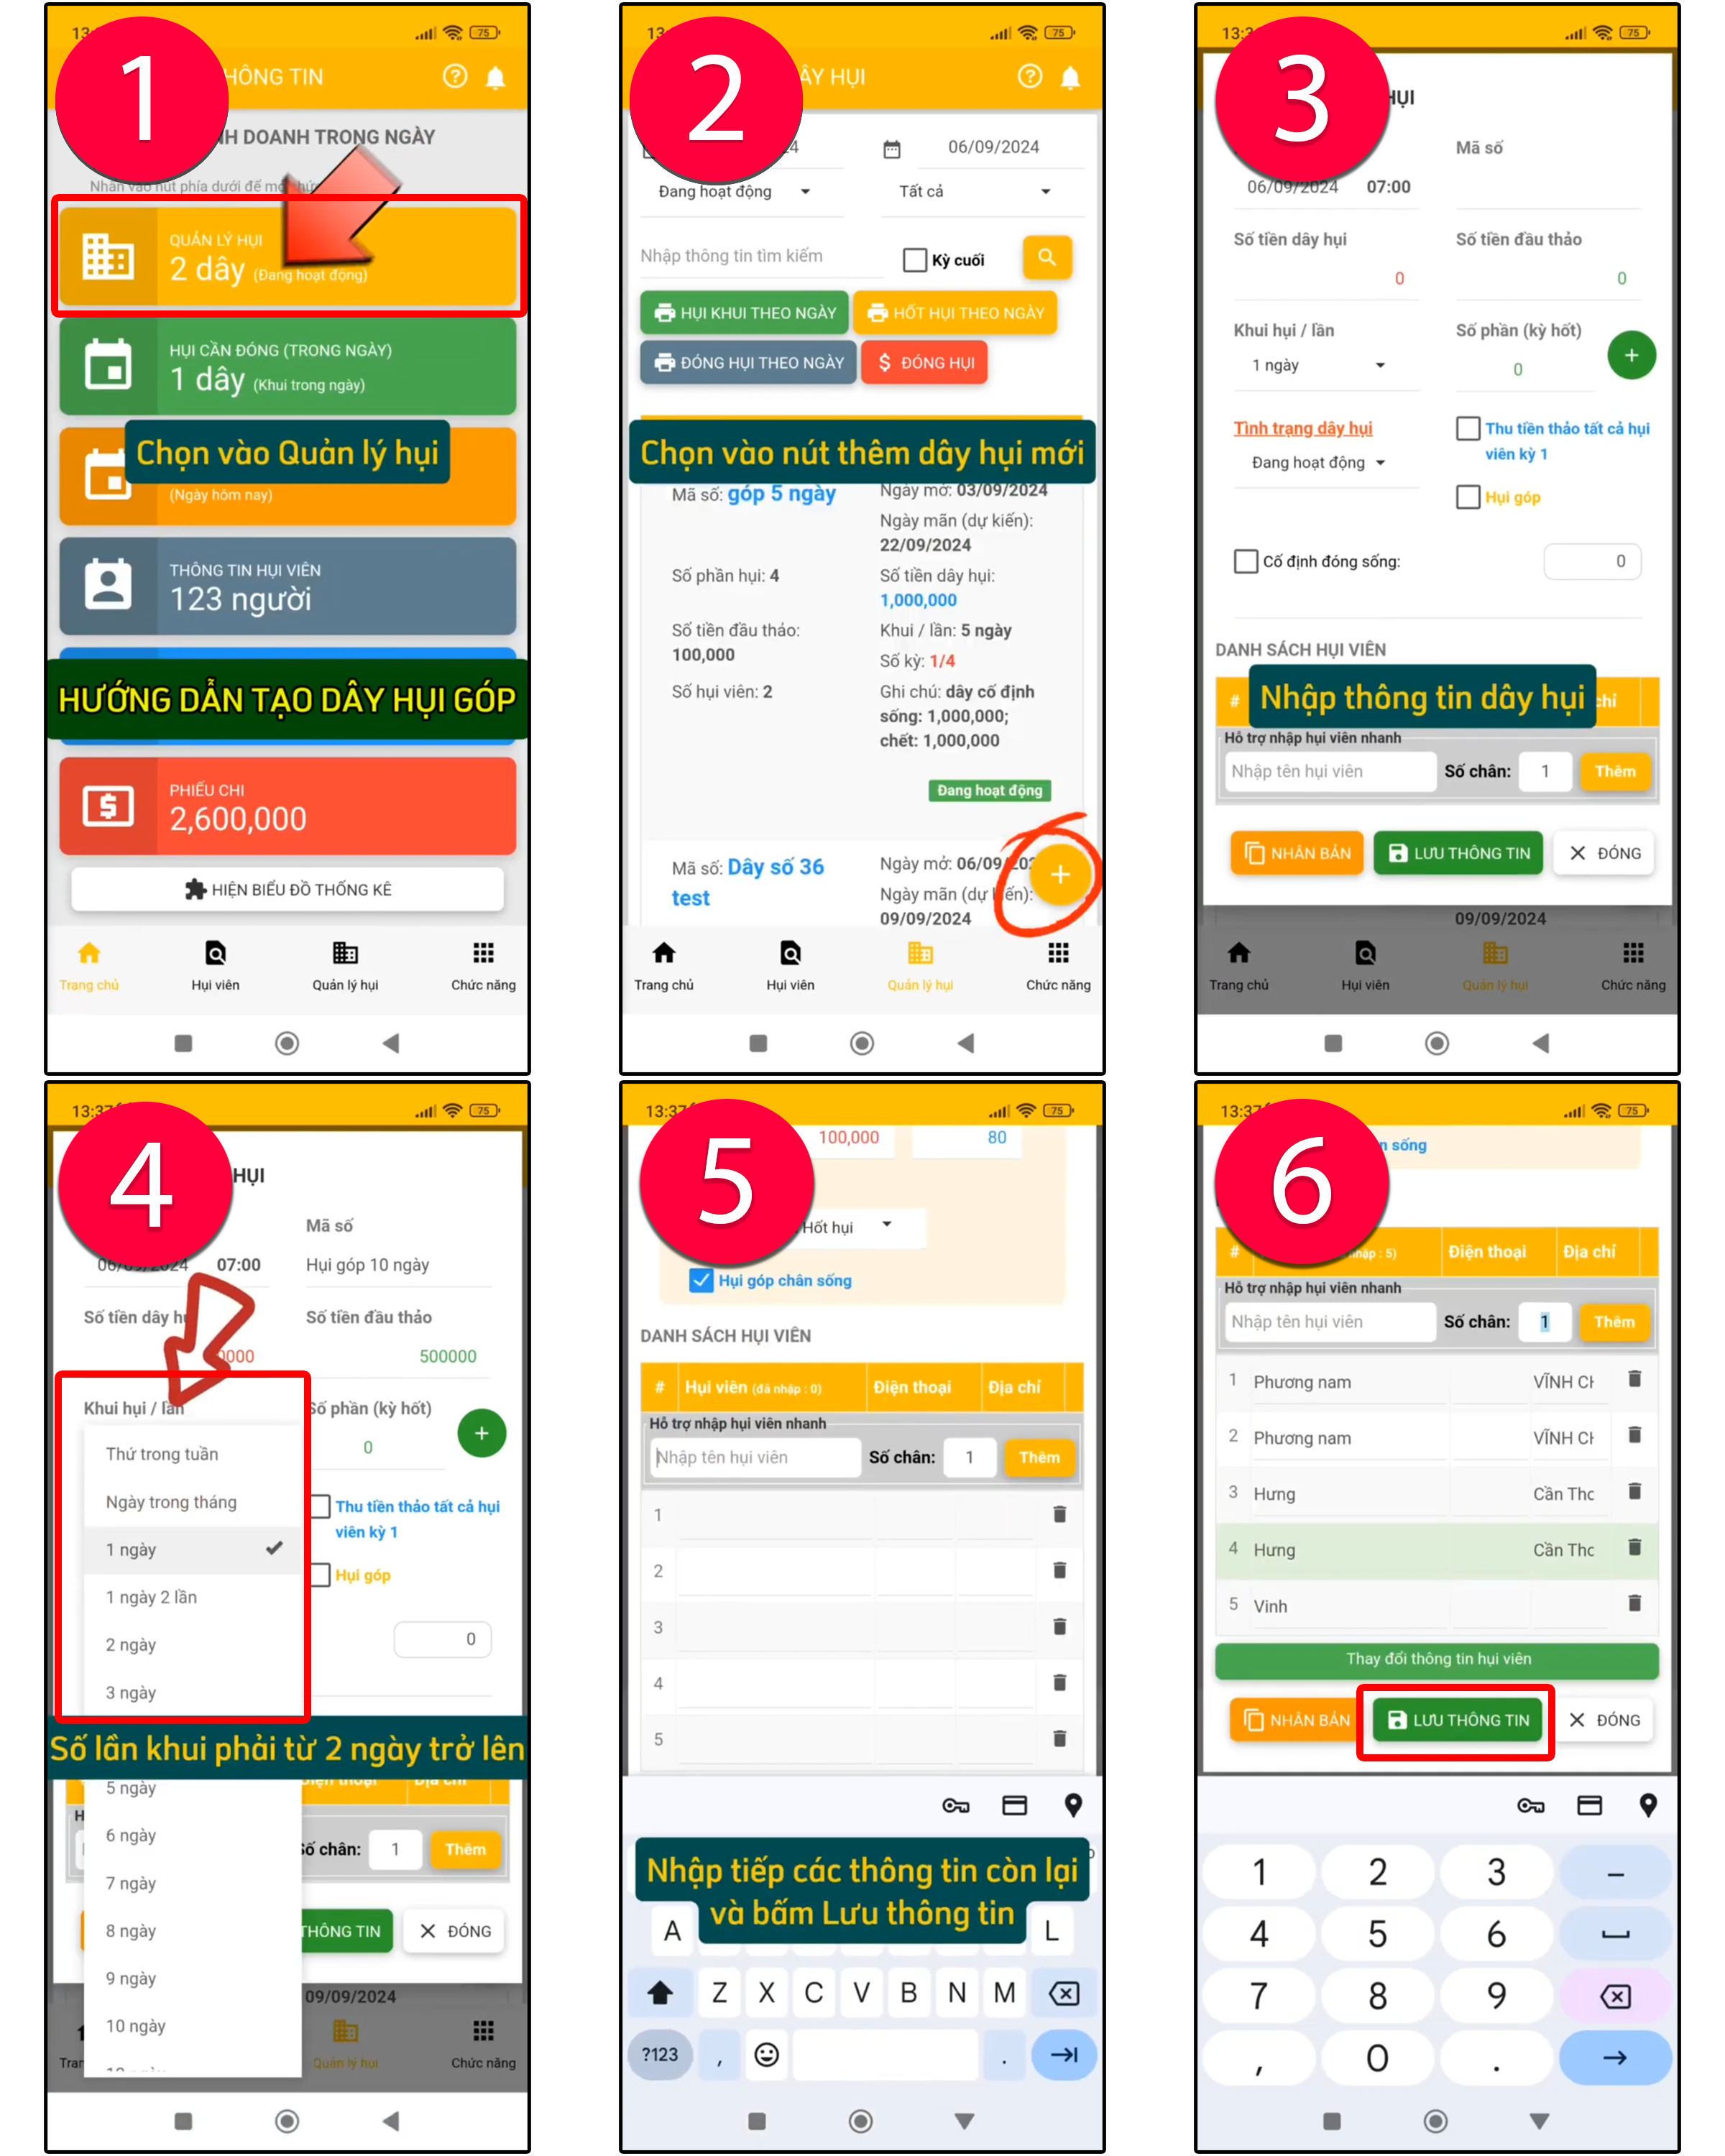 1
HÔNG TIN
NH DOANH TRONG NGÀY
Nhấn vào nút phía dưới để mở
QUẢN LÝ HỤI
2 dây (Đang hoạt động)
HỤI CẦN ĐÓNG (TRONG NGÀY)
1 dây (Khui trong ngày)
Chọn vào Quản lý hụi
(Ngày hôm nay)
THÔNG TIN HỤI VIÊN
123 người
HƯỚNG DẪN TẠO DÂY HỤI GÓP
PHIẾU CHI
2,600,000
HIỆN BIỂU ĐỒ THỐNG KÊ
Trang chủ Hụi viên Quản lý hụi Chức năng
2
ÂY HỤI
06/09/2024
Đang hoạt động Tất cả
Nhập thông tin tìm kiếm Kỳ cuối
HỤI KHUI THEO NGÀY HỐT HỤI THEO NGÀY
ĐÓNG HỤI THEO NGÀY $ ĐÓNG HỤI
Chọn vào nút thêm dây hụi mới
Mã số: góp 5 ngày Ngày mở: 03/09/2024
Ngày mãn (dự kiến):
22/09/2024
Số phần hụi: 4 Số tiền dây hụi:
1,000,000
Số tiền đầu thảo: Khui / lần: 5 ngày
100,000
Số kỳ: 1/4
Số hụi viên: 2 Ghi chú: dây cố định
sống: 1,000,000;
chết: 1,000,000
Đang hoạt động
Mã số: Dây số 36 Ngày mở: 06/09/202
test Ngày mãn (dự kiến):
09/09/2024
+
Trang chủ Hụi viên Quản lý hụi Chức năng
3
HỤI
Mã số
06/09/2024 07:00
Số tiền dây hụi Số tiền đầu thảo
0 0
Khui hụi / lần Số phần (kỳ hốt)
1 ngày 0 +
Tình trạng dây hụi Thu tiền thảo tất cả hụi
viên kỳ 1
Đang hoạt động
Hụi góp
Cố định đóng sống: 0
DANH SÁCH HỤI VIÊN
# Nhập thông tin dây hụi chỉ
Hỗ trợ nhập hụi viên nhanh
Nhập tên hụi viên Số chân: 1 Thêm
NHÂN BẢN LƯU THÔNG TIN ĐÓNG
09/09/2024
Trang chủ Hụi viên Quản lý hụi Chức năng
4
13:37
HỤI
Mã số
06/09/2024 07:00 Hụi góp 10 ngày
Số tiền dây hụ Số tiền đầu thảo
0000 500000
Khui hụi / lần Số phần (kỳ hốt)
0 +
Thứ trong tuần
Ngày trong tháng Thu tiền thảo tất cả hụi
viên kỳ 1
1 ngày
Hụi góp
1 ngày 2 lần
2 ngày 0
3 ngày
Số lần khui phải từ 2 ngày trở lên
5 ngày
6 ngày Số chân: 1 Thêm
7 ngày
8 ngày THÔNG TIN ĐÓNG
9 ngày
09/09/2024
10 ngày
Quản lý hụi Chức năng
5
13:37
100,000 80
Hốt hụi
Hụi góp chân sống
DANH SÁCH HỤI VIÊN
# Hụi viên (đã nhập : 0) Điện thoại Địa chỉ
Hỗ trợ nhập hụi viên nhanh
Nhập tên hụi viên Số chân: 1 Thêm
1
2
3
4
5
Nhập tiếp các thông tin còn lại
và bấm Lưu thông tin
A L
Z X C V B N M
?123 , .
6
13:37
n sống
# nhập : 5) Điện thoại Địa chỉ
Hỗ trợ nhập hụi viên nhanh
Nhập tên hụi viên Số chân: 1 Thêm
1 Phương nam VĨNH CH
2 Phương nam VĨNH CH
3 Hưng Cần Thc
4 Hưng Cần Thc
5 Vinh
Thay đổi thông tin hụi viên
NHÂN BẢN LƯU THÔNG TIN ĐÓNG
1 2 3 –
4 5 6
7 8 9
, 0 .